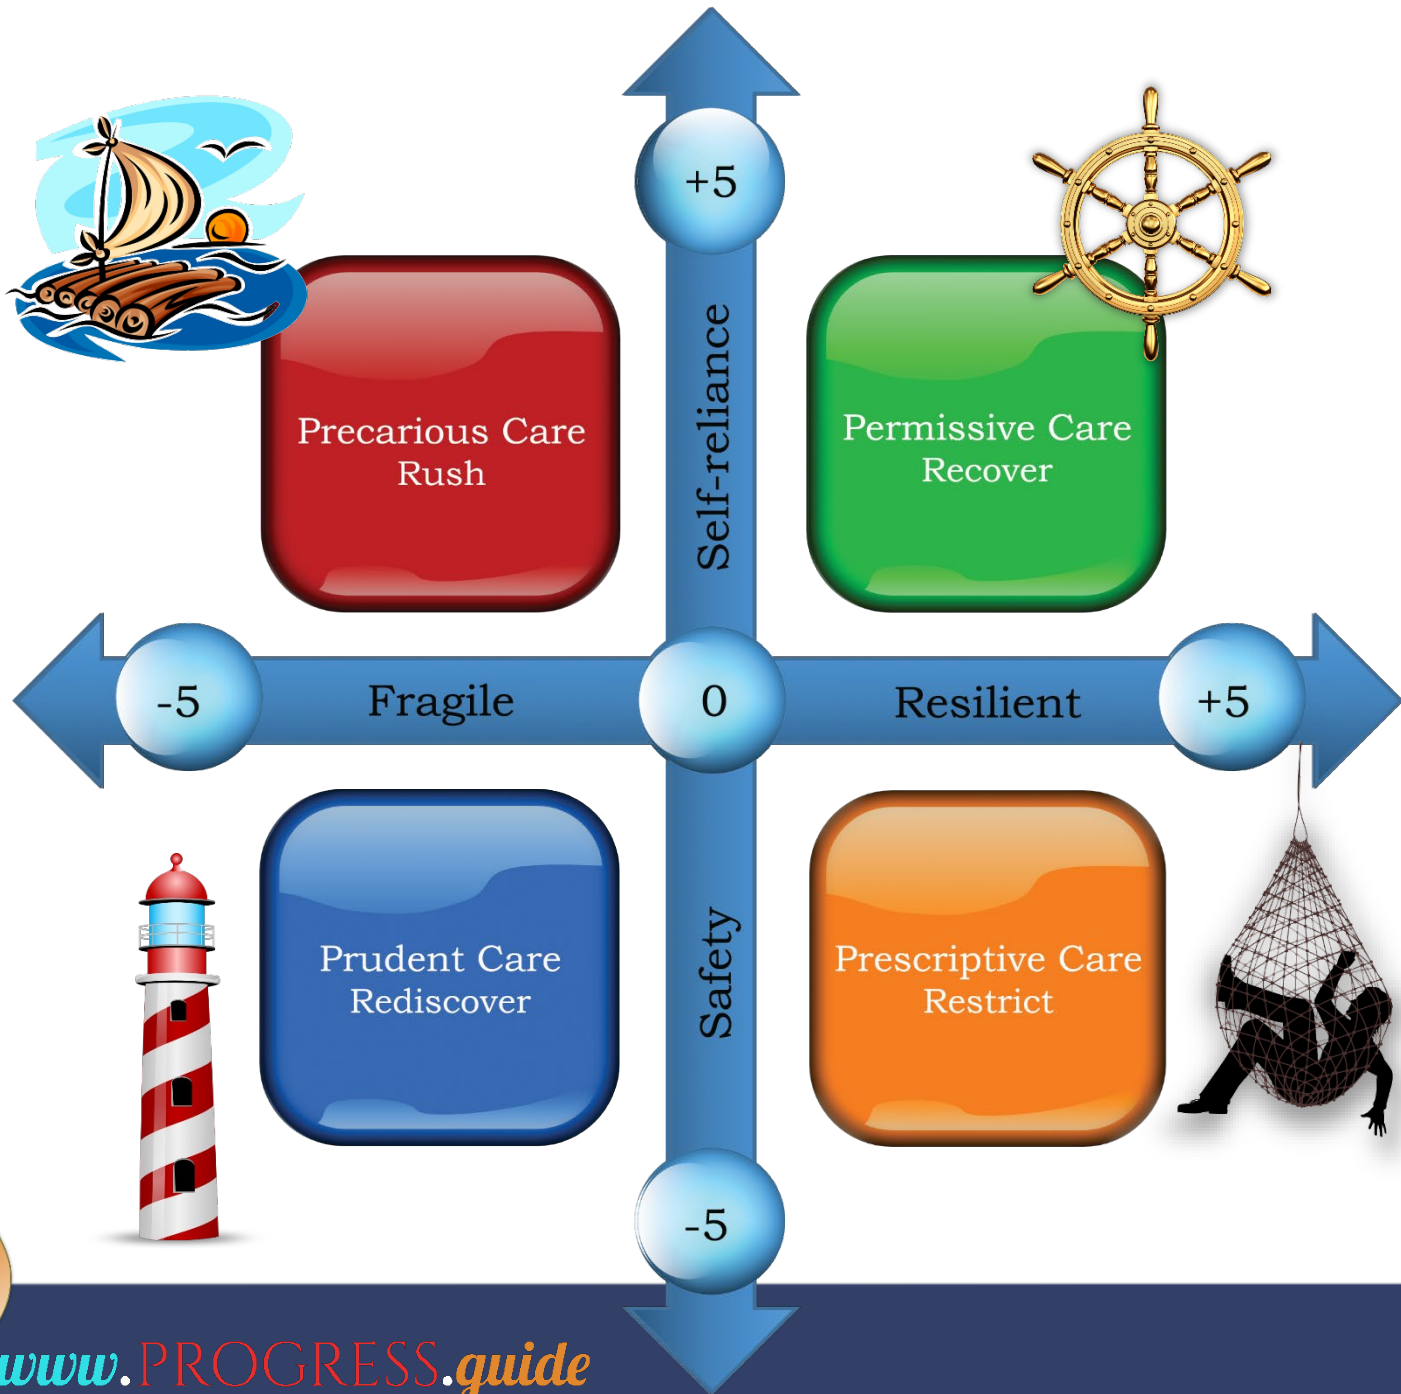 +5
Self-reliance
Precarious Care
Rush
Permissive Care
Recover
-5
Fragile
0
Resilient
+5
Prudent Care
Rediscover
Safety
Prescriptive Care
Restrict
-5
www.PROGRESS.guide